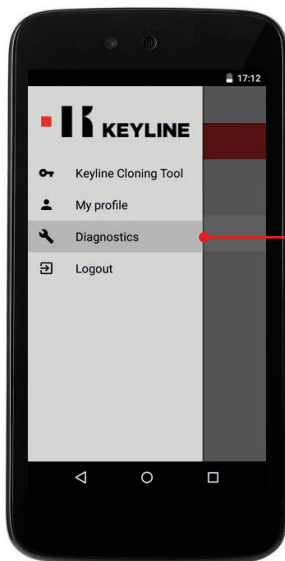 17:12
KEYLINE
Keyline Cloning Tool
My profile
Diagnostics
Logout